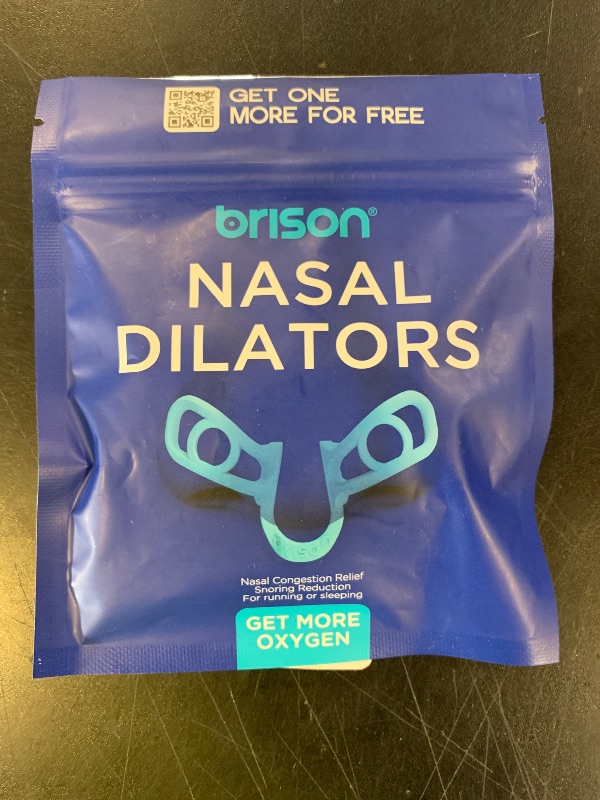 GET ONE
MORE FOR FREE
brison®
NASAL
DILATORS
brison
Nasal Congestion Relief
Snoring Reduction
For running or sleeping
GET MORE
OXYGEN